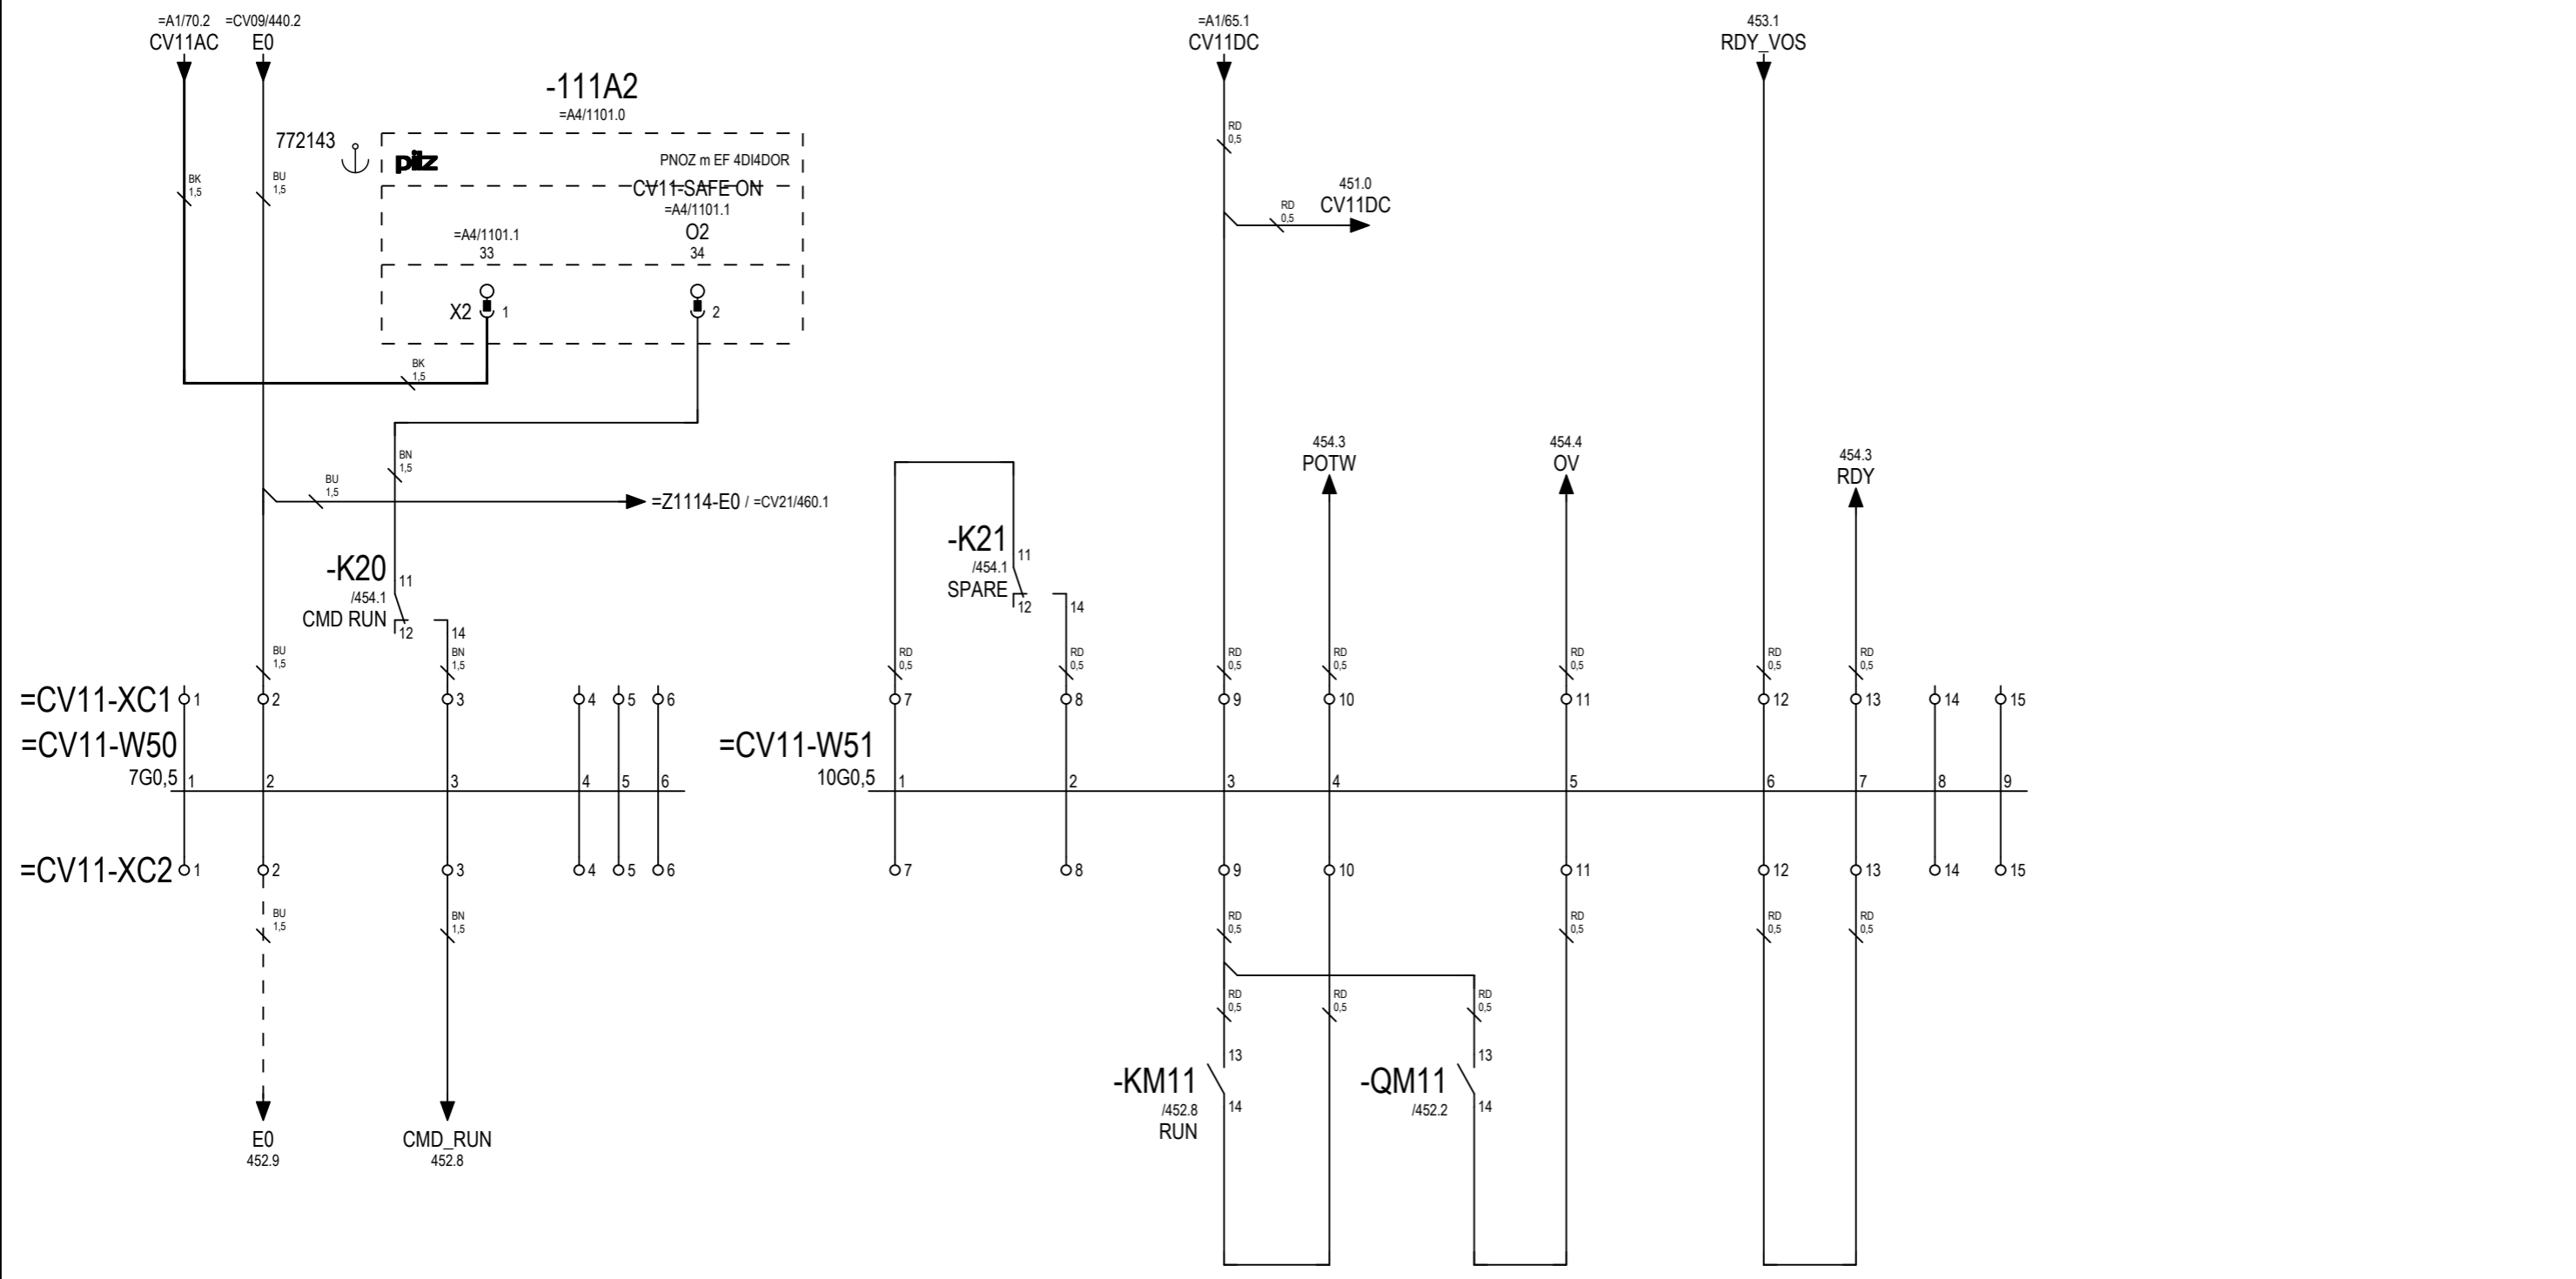 =A1/70.2 =CV09/440.2 =A1/65.1 453.1
CV11AC E0 CV11DC RDY_VOS
-111A2
=A4/1101.0
772143
pilz PNOZ m EF 4DI4DOR
CV11-SAFE ON
=A4/1101.1
=A4/1101.1 O2
33 34
X2 1 2
BK
1,5
BU
1,5
RD
0,5
451.0
RD CV11DC
0,5
BK
1,5
454.3 454.4 454.3
POTW OV RDY
BN
1,5
BU
1,5
=Z1114-E0 / =CV21/460.1
-K20 11
/454.1
CMD RUN 12 14
-K21 11
/454.1
SPARE 12 14
BU BN RD RD RD RD RD RD RD
1,5 1,5 0,5 0,5 0,5 0,5 0,5 0,5 0,5
=CV11-XC1 1 2 3 4 5 6 7 8 9 10 11 12 13 14 15
=CV11-W50 =CV11-W51
7G0,5 1 2 3 4 5 6 10G0,5 1 2 3 4 5 6 7 8 9
=CV11-XC2 1 2 3 4 5 6 7 8 9 10 11 12 13 14 15
BU BN RD RD RD RD
1,5 1,5 0,5 0,5 0,5 0,5
RD RD RD
0,5 0,5 0,5
13 13
-KM11 -QM11
/452.8 14 /452.2 14
RUN
E0 CMD_RUN
452.9 452.8